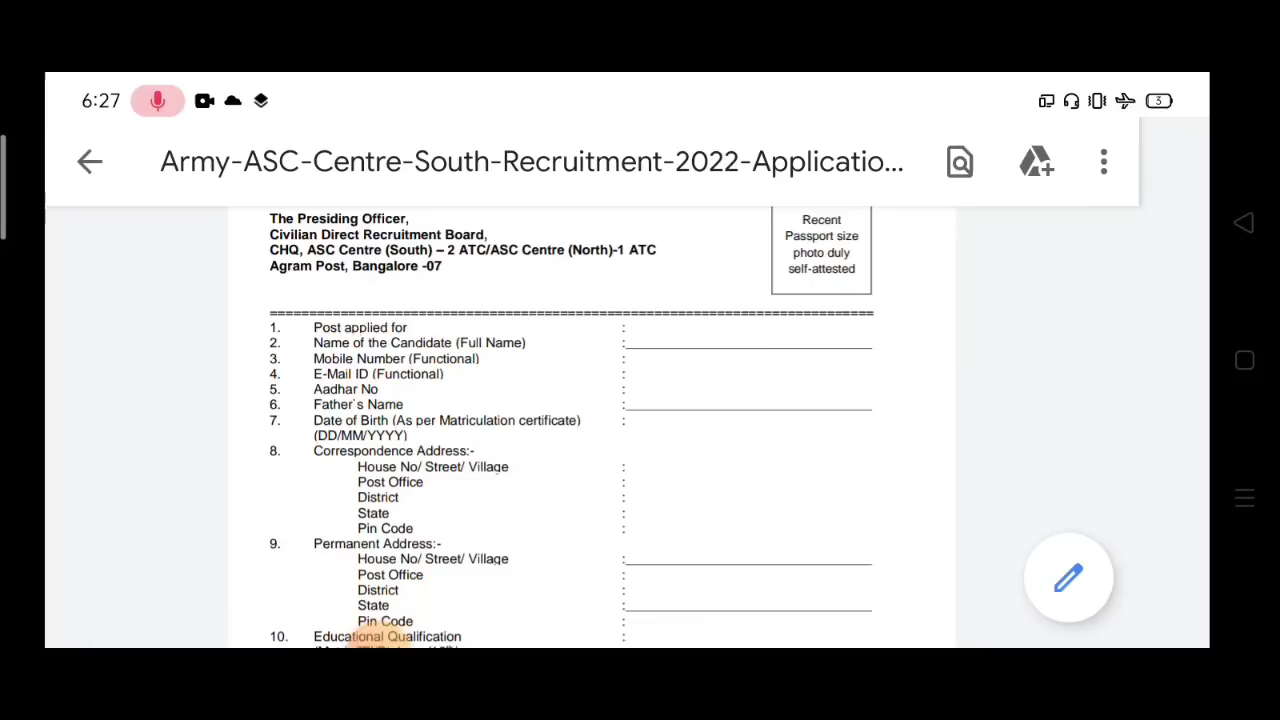 6:27
3
Army-ASC-Centre-South-Recruitment-2022-Applicatio...
The Presiding Officer,
Civilian Direct Recruitment Board,
CHQ, ASC Centre (South) – 2 ATC/ASC Centre (North)-1 ATC
Agram Post, Bangalore -07
Recent
Passport size
photo duly
self-attested
================================================================================
1. Post applied for :
2. Name of the Candidate (Full Name) :
3. Mobile Number (Functional) :
4. E-Mail ID (Functional) :
5. Aadhar No :
6. Father`s Name :
7. Date of Birth (As per Matriculation certificate) :
(DD/MM/YYYY)
8. Correspondence Address:-
House No/ Street/ Village :
Post Office :
District :
State :
Pin Code :
9. Permanent Address:-
House No/ Street/ Village :
Post Office :
District :
State :
Pin Code :
10. Educational Qualification :